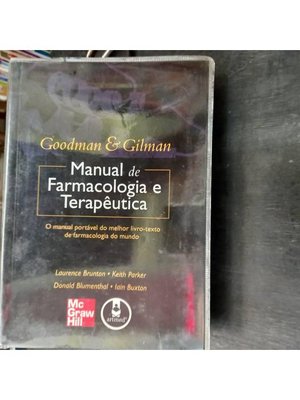 Goodman & Gilman
Manual de
Farmacologia e
Terapêutica
O manual portável do melhor livro-texto
de farmacologia do mundo
Laurence Brunton • Keith Parker
Donald Blumenthal • Iain Buxton
Mc
Graw
Hill
artmed